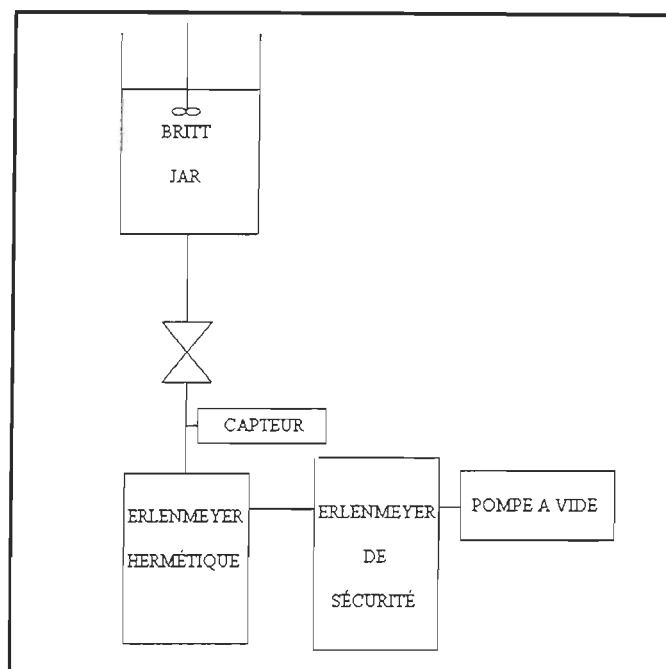 BRITT
JAR
CAPTEUR
ERLENMEYER
HERMÉTIQUE
ERLENMEYER
DE
SÉCURITÉ
POMPE A VIDE